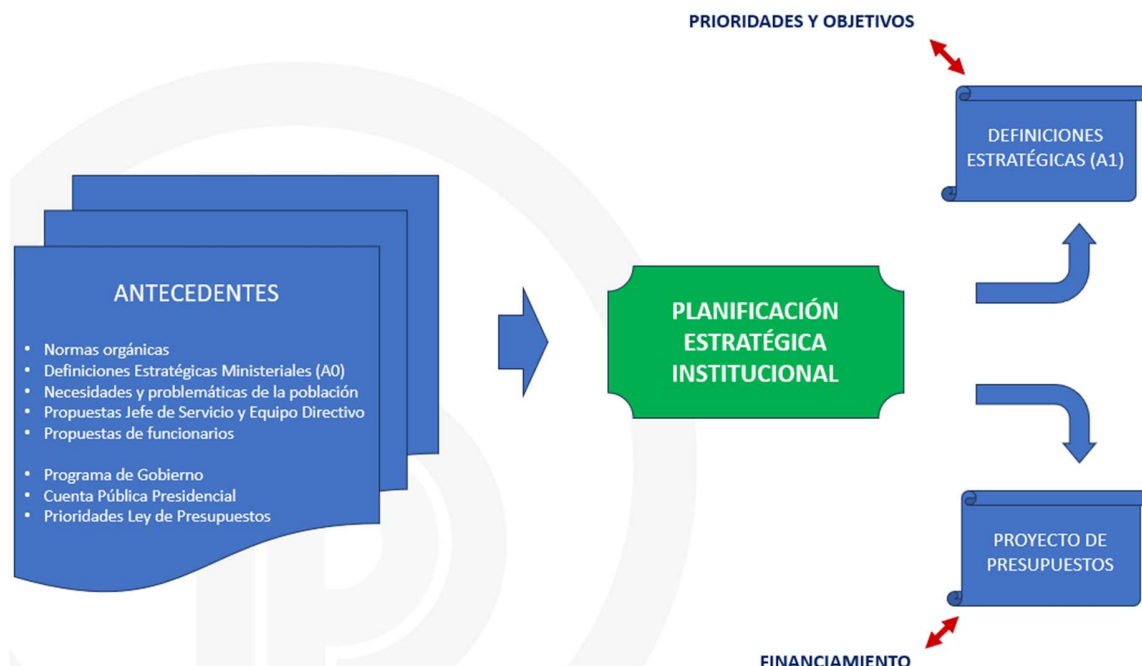 PRIORIDADES Y OBJETIVOS
DEFINICIONES
ESTRATÉGICAS (A1)
ANTECEDENTES
• Normas orgánicas
• Definiciones Estratégicas Ministeriales (A0)
• Necesidades y problemáticas de la población
• Propuestas Jefe de Servicio y Equipo Directivo
• Propuestas de funcionarios
• Programa de Gobierno
• Cuenta Pública Presidencial
• Prioridades Ley de Presupuestos
PLANIFICACIÓN
ESTRATÉGICA
INSTITUCIONAL
PROYECTO DE
PRESUPUESTOS
FINANCIAMIENTO